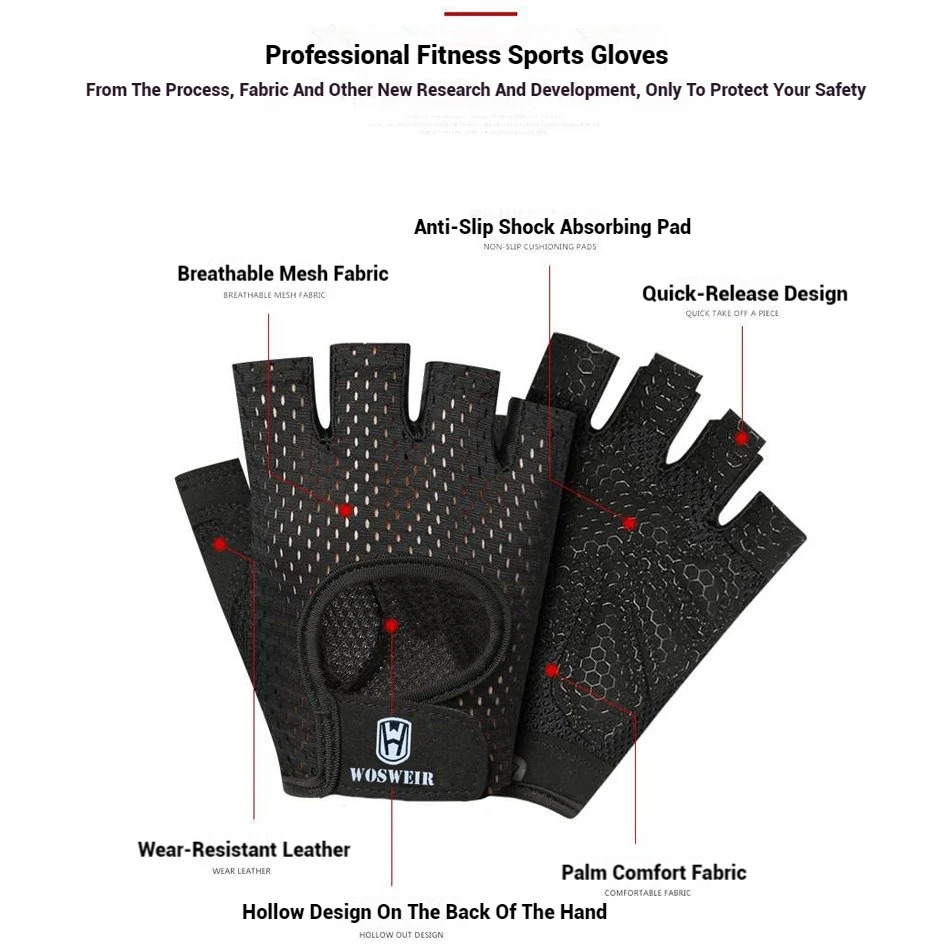 Professional Fitness Sports Gloves
From The Process, Fabric And Other New Research And Development, Only To Protect Your Safety
Anti-Slip Shock Absorbing Pad
NON-SLIP CUSHIONING PADS
Breathable Mesh Fabric
BREATHABLE MESH FABRIC
Quick-Release Design
QUICK TAKE OFF A PIECE
WOSWEIR
Wear-Resistant Leather
WEAR LEATHER
Palm Comfort Fabric
COMFORTABLE FABRIC
Hollow Design On The Back Of The Hand
HOLLOW OUT DESIGN